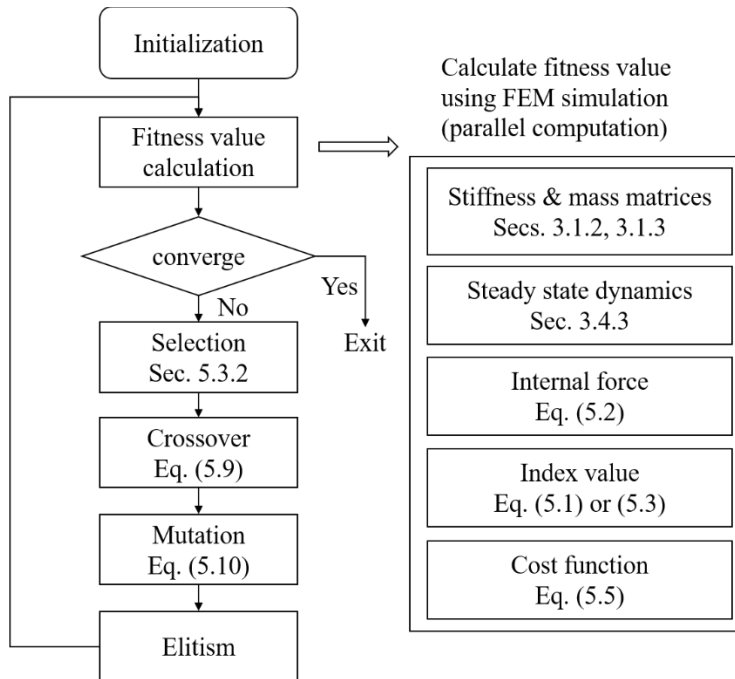 Initialization
Fitness value
calculation
converge
Yes
No
Exit
Selection
Sec. 5.3.2
Crossover
Eq. (5.9)
Mutation
Eq. (5.10)
Elitism
Calculate fitness value
using FEM simulation
(parallel computation)
Stiffness & mass matrices
Secs. 3.1.2, 3.1.3
Steady state dynamics
Sec. 3.4.3
Internal force
Eq. (5.2)
Index value
Eq. (5.1) or (5.3)
Cost function
Eq. (5.5)